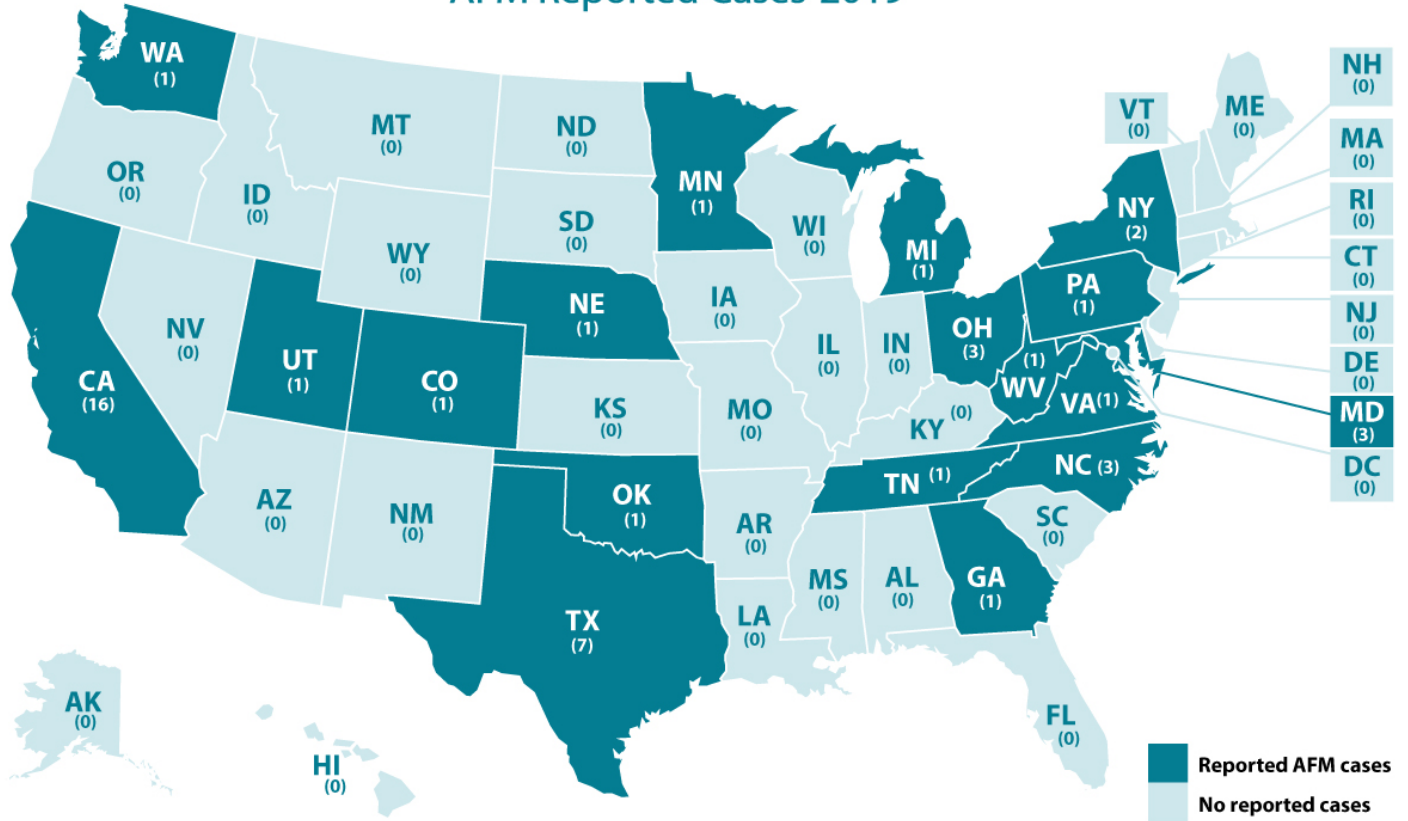 AFM Reported Cases 2019
WA
(1)
MT
(0)
ND
(0)
MN
(1)
OR
(0)
ID
(0)
SD
(0)
WI
(0)
WY
(0)
MI
(1)
NY
(2)
VT
(0)
ME
(0)
NH
(0)
MA
(0)
RI
(0)
CT
(0)
NJ
(0)
DE
(0)
MD
(3)
DC
(0)
NE
(1)
IA
(0)
PA
(1)
OH
(3)
IL
(0)
IN
(0)
NV
(0)
UT
(1)
CO
(1)
CA
(16)
KS
(0)
MO
(0)
(1)
WV
VA (1)
KY (0)
NC (3)
TN (1)
AZ
(0)
NM
(0)
OK
(1)
AR
(0)
SC
(0)
MS
(0)
AL
(0)
GA
(1)
TX
(7)
LA
(0)
FL
(0)
AK
(0)
HI
(0)
Reported AFM cases
No reported cases